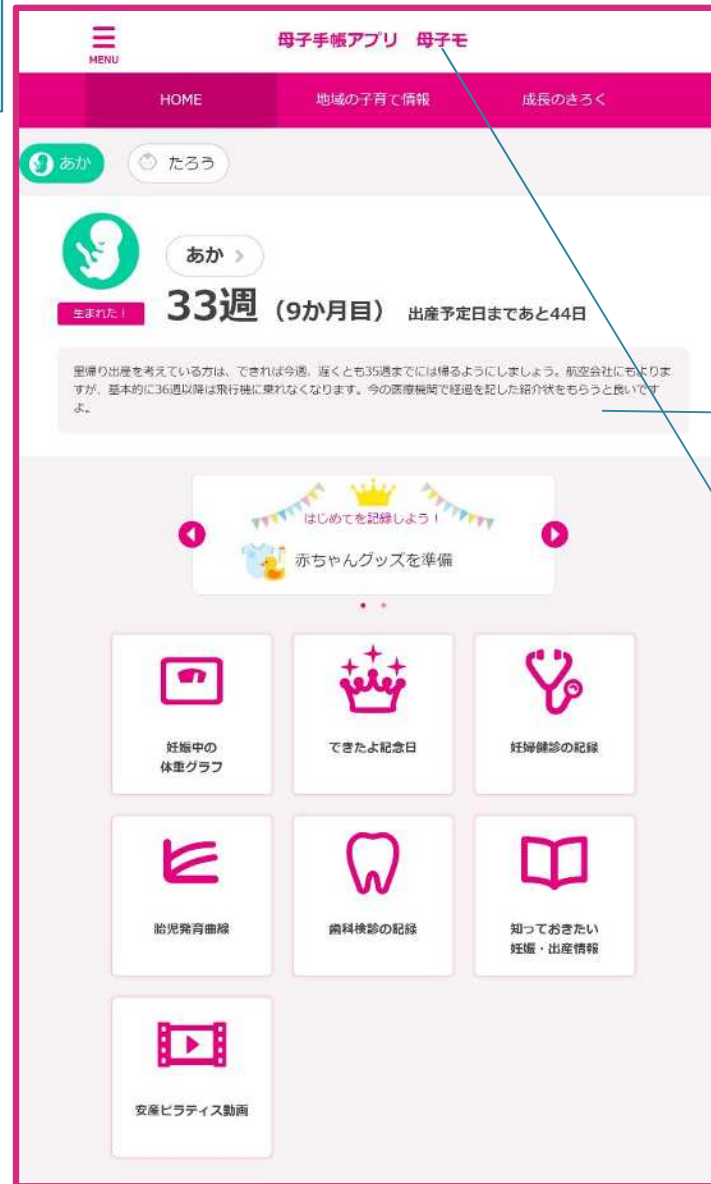 MENU
母子手帳アプリ 母子モ
HOME 地域の子育て情報 成長のきろく
あか たろう
あか
生まれた！
33週（9か月目） 出産予定日まであと44日
里帰り出産を考えている方は、できれば今週、遅くとも35週までには帰るようにしましょう。航空会社にもよりま
すが、基本的に36週以降は飛行機に乗れなくなります。今の医療機関で経過を記した紹介状をもらうと良いです
よ。
はじめてを記録しよう！
赤ちゃんグッズを準備
妊娠中の
体重グラフ
できたよ記念日
妊婦健診の記録
胎児発育曲線
歯科検診の記録
知っておきたい
妊娠・出産情報
安産ピラティス動画